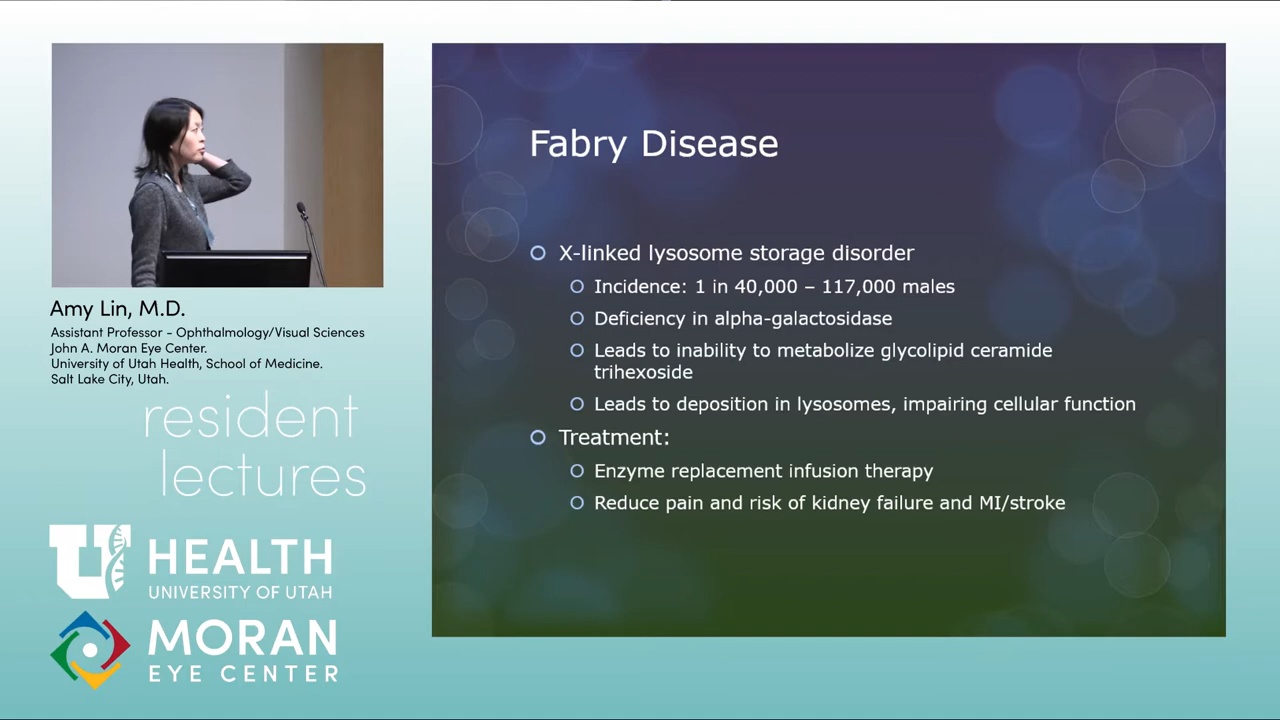 Amy Lin, M.D.
Assistant Professor - Ophthalmology/Visual Sciences
John A. Moran Eye Center.
University of Utah Health, School of Medicine.
Salt Lake City, Utah.
resident
lectures
U HEALTH
UNIVERSITY OF UTAH
MORAN
EYE CENTER
Fabry Disease
X-linked lysosome storage disorder
Incidence: 1 in 40,000 – 117,000 males
Deficiency in alpha-galactosidase
Leads to inability to metabolize glycolipid ceramide
trihexoside
Leads to deposition in lysosomes, impairing cellular function
Treatment:
Enzyme replacement infusion therapy
Reduce pain and risk of kidney failure and MI/stroke